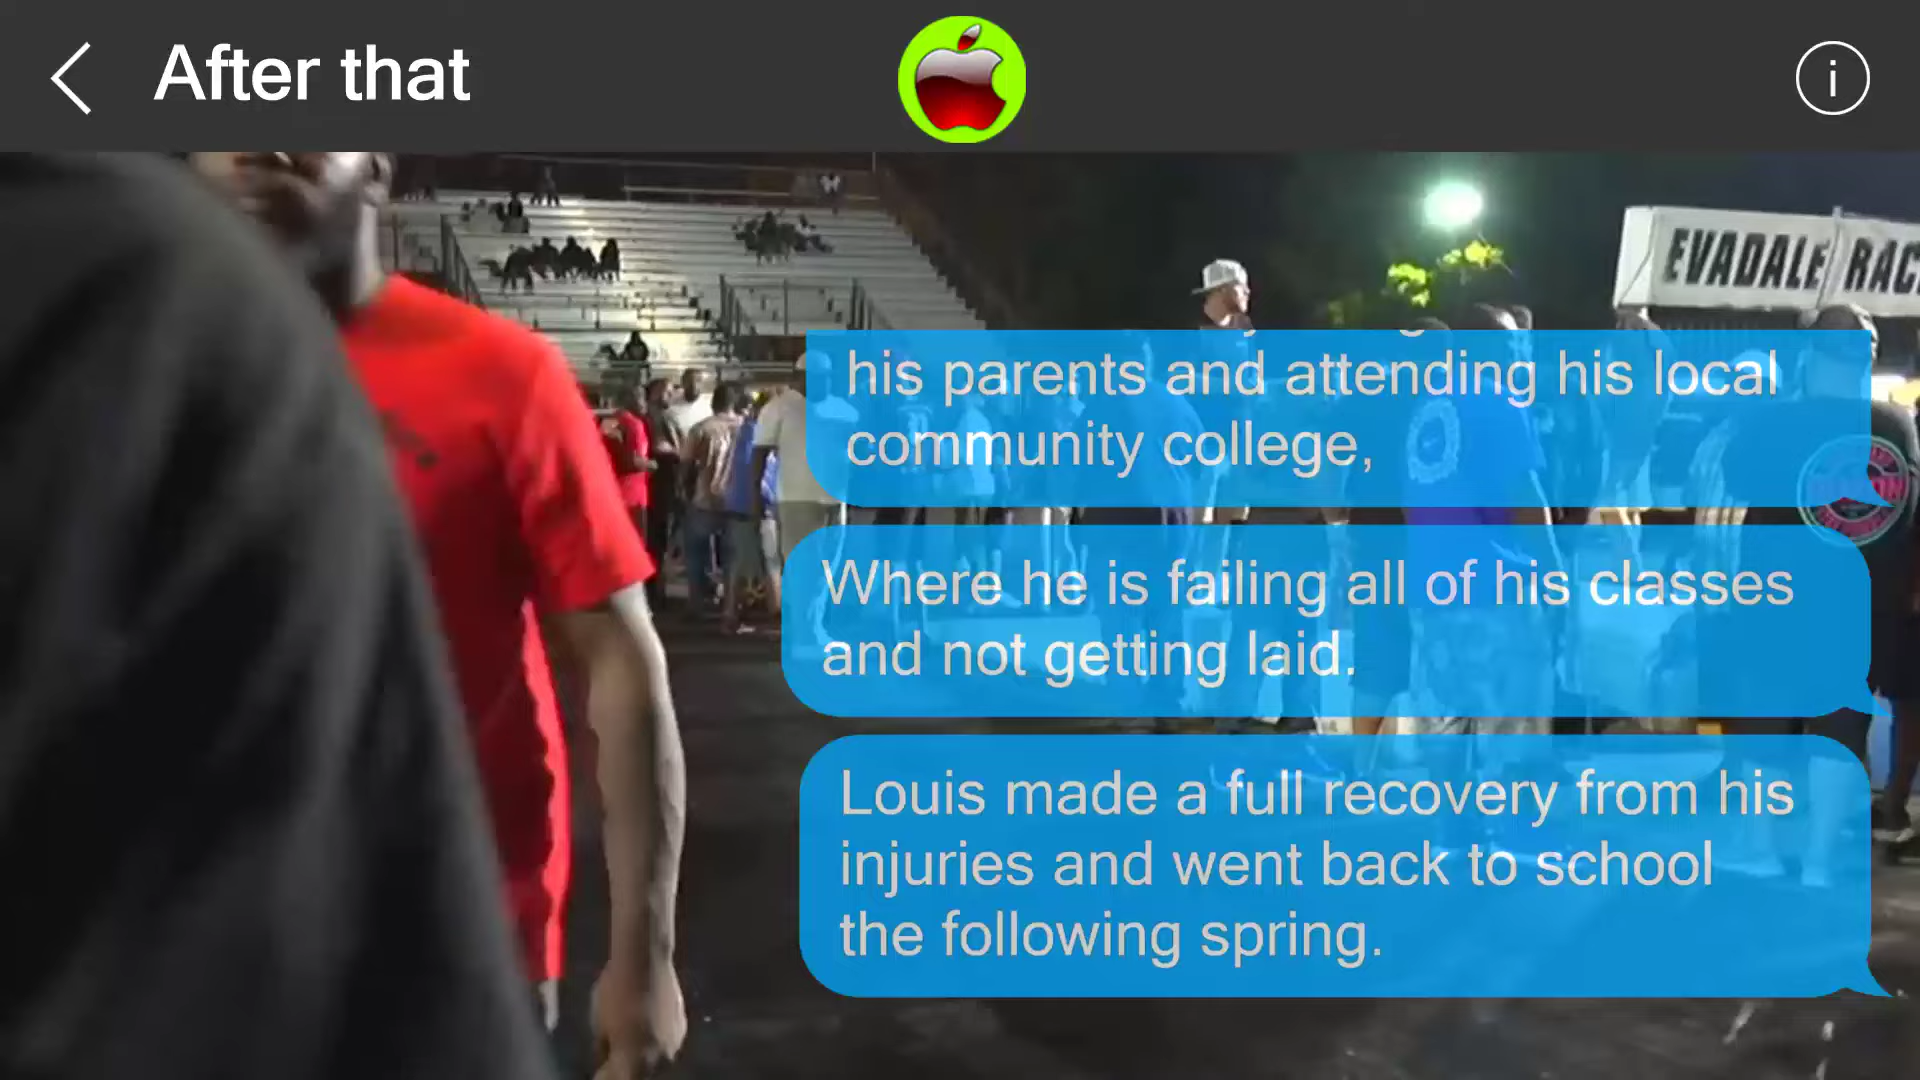 After that
i
EVADALE RAC
his parents and attending his local
community college,
Where he is failing all of his classes
and not getting laid.
Louis made a full recovery from his
injuries and went back to school
the following spring.